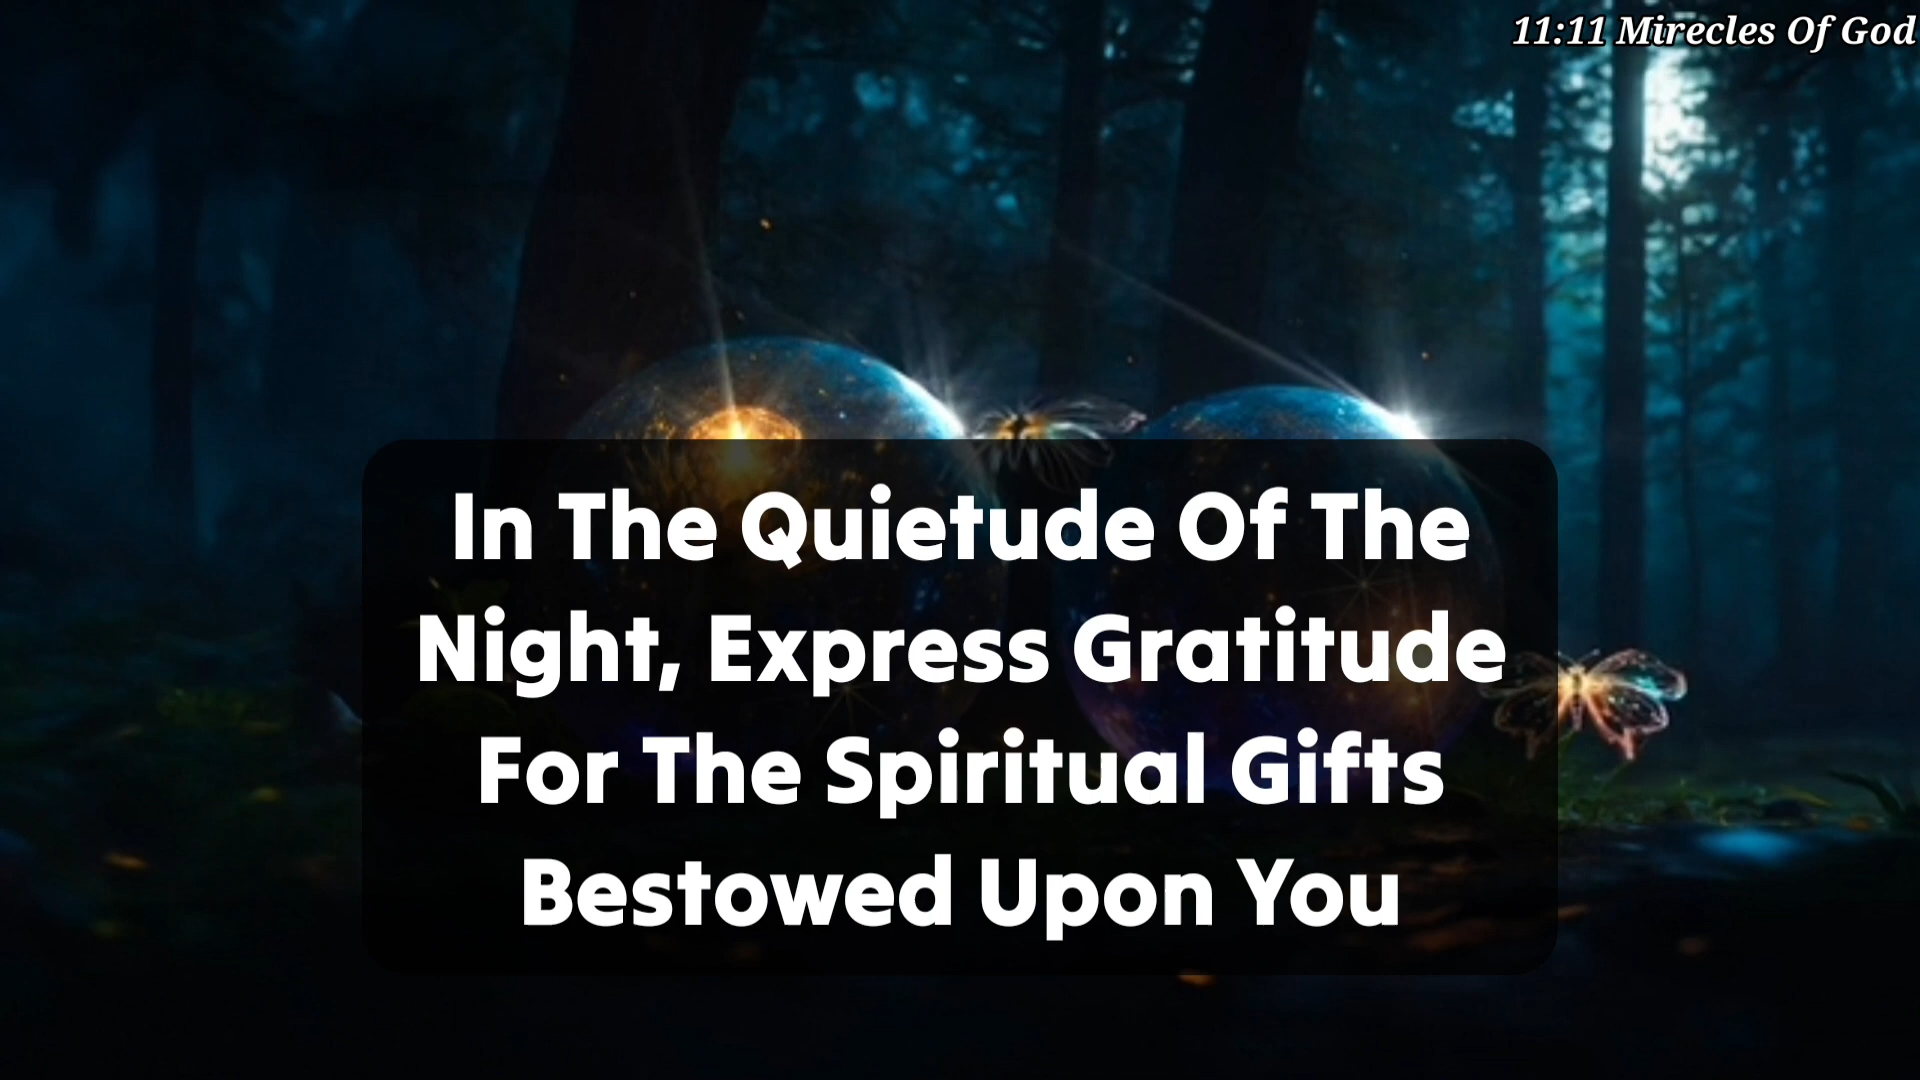 11:11 Mirecles Of God
In The Quietude Of The
Night, Express Gratitude
For The Spiritual Gifts
Bestowed Upon You